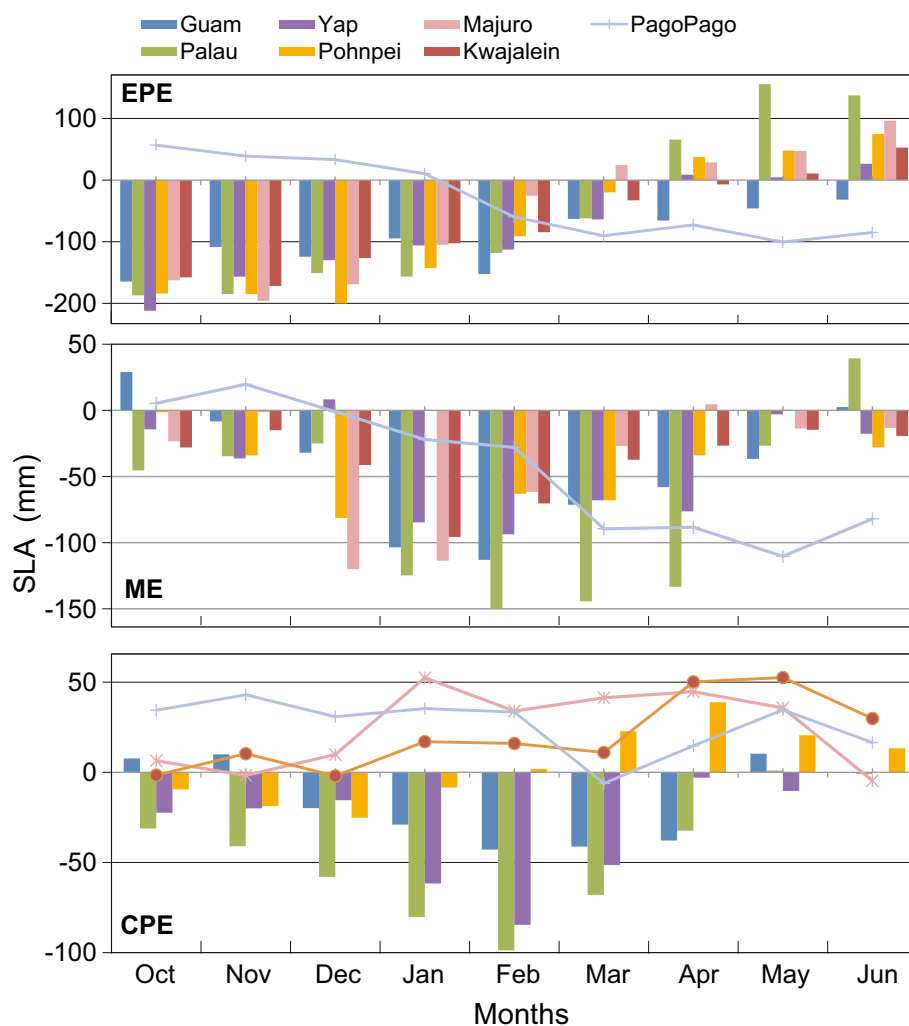 Guam Yap Majuro PagoPago
Palau Pohnpei Kwajalein
EPE
100
0
-100
-200
50
0
-50
-100
-150
ME
SLA (mm)
50
0
-50
-100
CPE
Oct Nov Dec Jan Feb Mar Apr May Jun
Months